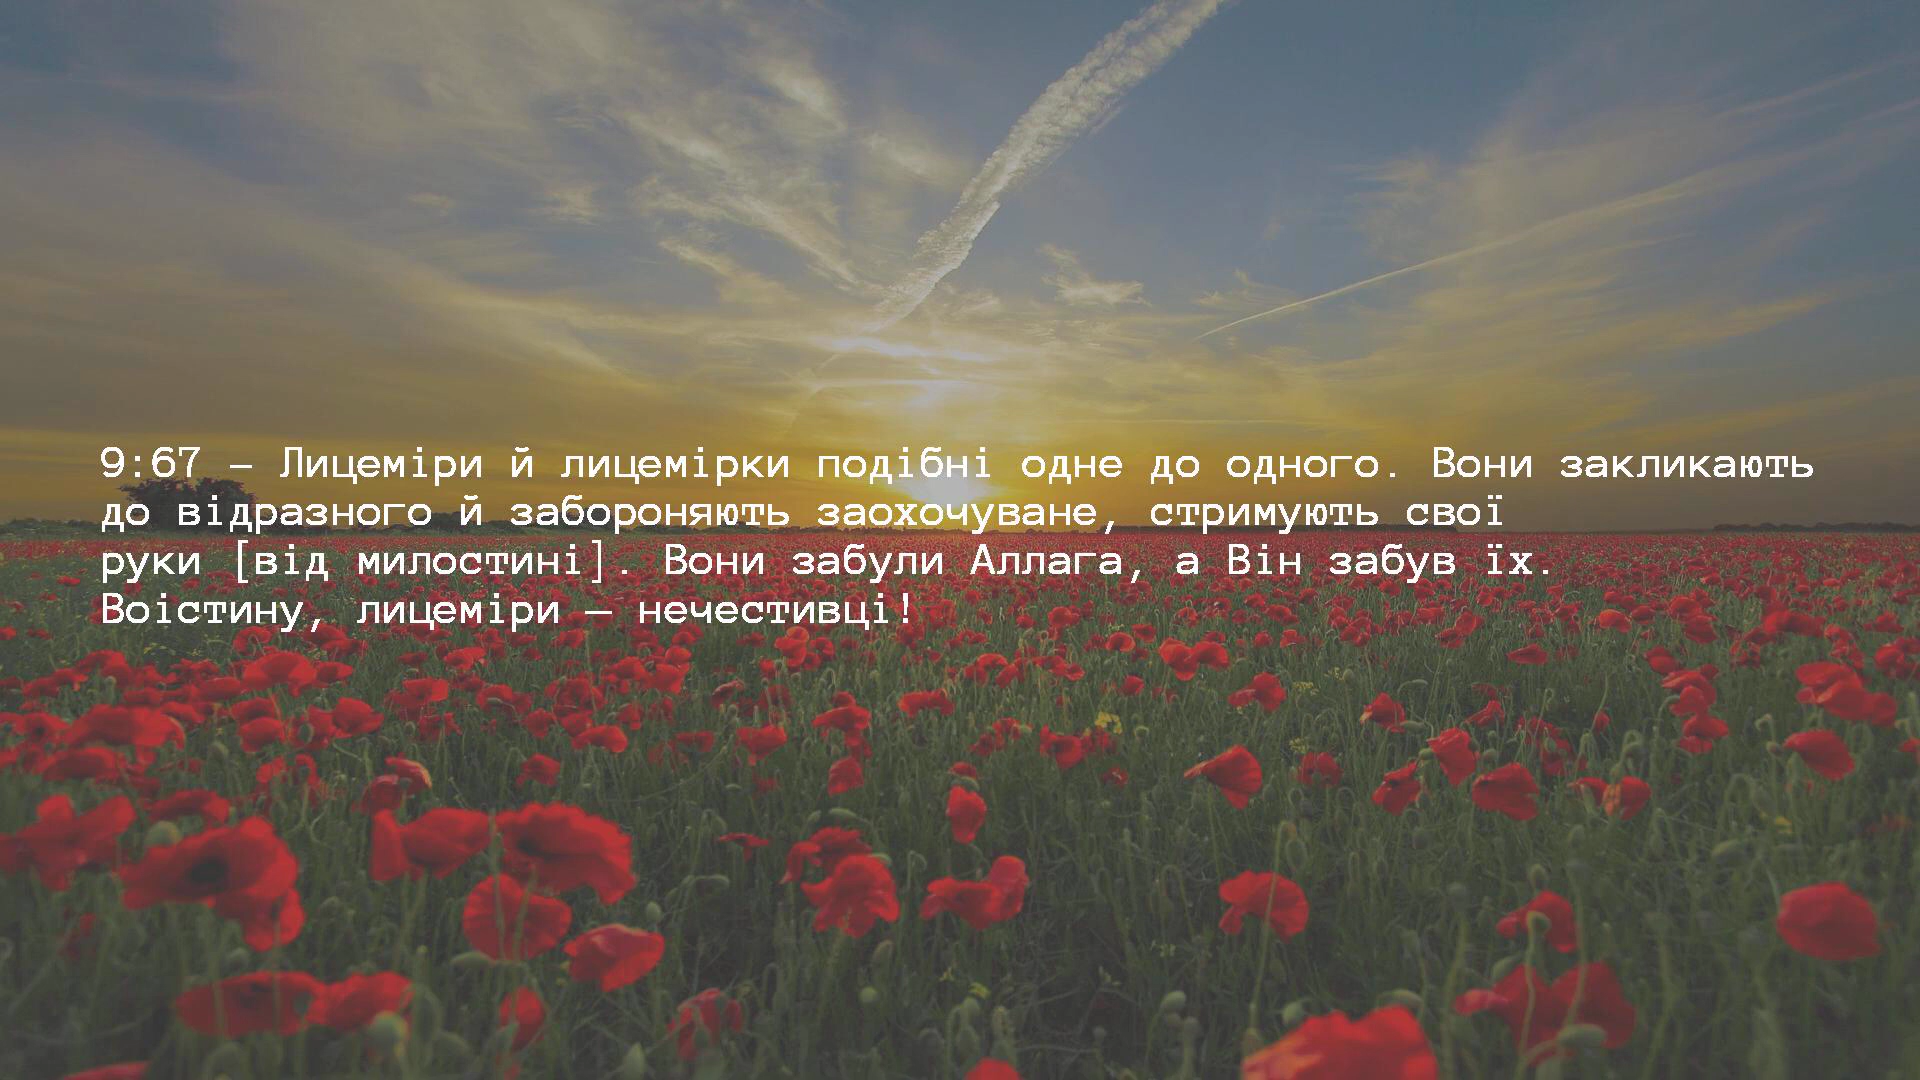 9:67 – Лицеміри й лицемірки подібні одне до одного. Вони закликають
до відразного й забороняють заохочуване, стримують свої
руки [від милостині]. Вони забули Аллага, а Він забув їх.
Воістину, лицеміри — нечестивці!